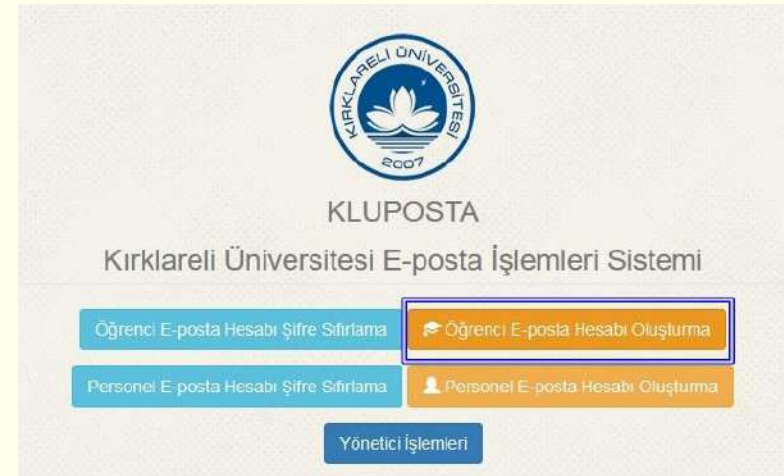 KIRKLARELİ ÜNİVERSİTESİ
2007
KLUPOSTA
Kırklareli Üniversitesi E-posta İşlemleri Sistemi
Öğrenci E-posta Hesabı Şifre Sıfırlama Öğrenci E-posta Hesabı Oluşturma
Personel E-posta Hesabı Şifre Sıfırlama Personel E-posta Hesabı Oluşturma
Yönetici İşlemleri